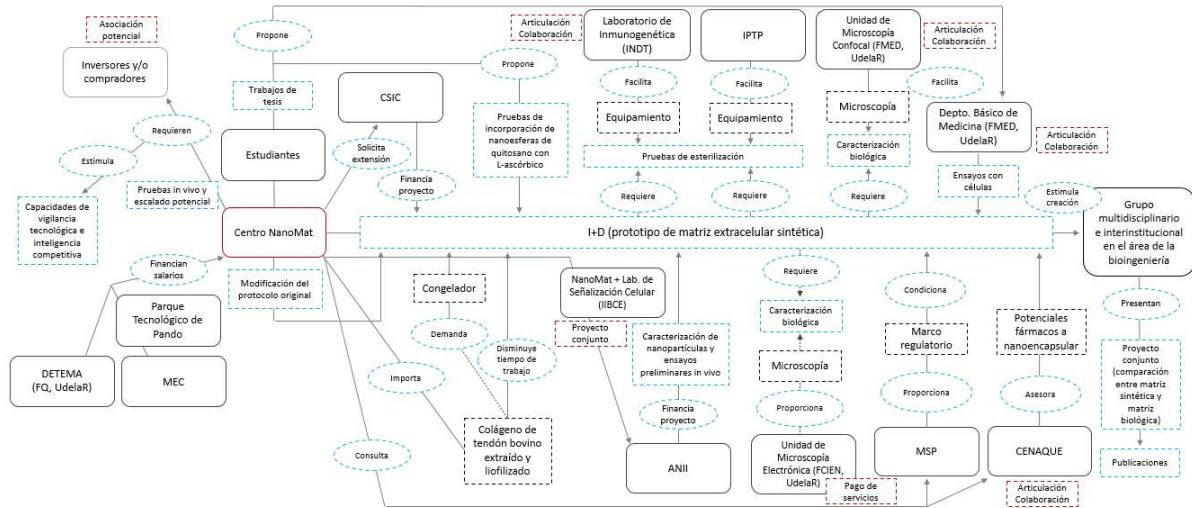 Asociación
potencial
Inversores y/o
compradores
Propone
Trabajos de
tesis
Estudiantes
Requieren
Estimula
Pruebas in vivo y
escalado potencial
Capacidades de
vigilancia
tecnológica e
inteligencia
competitiva
Centro NanoMat
CSIC
Solicita
extensión
Financia
proyecto
Articulación
Colaboración
Propone
Pruebas de
incorporación de
nanoesferas de
quitosano con
L-ascórbico
Laboratorio de
Inmunogenética
(INDT)
Facilita
Equipamiento
IPTP
Facilita
Equipamiento
Pruebas de esterilización
Requiere
Requiere
Unidad de
Microscopía
Confocal (FMED,
UdelaR)
Articulación
Colaboración
Microscopía
Facilita
Caracterización
biológica
Requiere
Depto. Básico de
Medicina (FMED,
UdelaR)
Articulación
Colaboración
Ensayos con
células
Estimula
creación
I+D (prototipo de matriz extracelular sintética)
Grupo
multidisciplinario
e interinstitucional
en el área de la
bioingeniería
Presentan
Proyecto
conjunto
(comparación
entre matriz
sintética y
matriz
biológica)
Publicaciones
Financian
salarios
Parque
Tecnológico de
Pando
DETEMA
(FQ, UdelaR)
MEC
Modificación del
protocolo original
Congelador
Demanda
Importa
Disminuye
tiempo de
trabajo
Colágeno de
tendón bovino
extraído y
liofilizado
Consulta
NanoMat + Lab. de
Señalización Celular
(IIBCE)
Proyecto
conjunto
Caracterización de
nanopartículas y
ensayos
preliminares in vivo
Financia
proyecto
ANII
Requiere
Caracterización
biológica
Microscopía
Proporciona
Unidad de
Microscopía
Electrónica (FCIEN,
UdelaR)
Pago de
servicios
Condiciona
Marco
regulatorio
Proporciona
MSP
Potenciales
fármacos a
nanoencapsular
Asesora
CENAQUE
Articulación
Colaboración